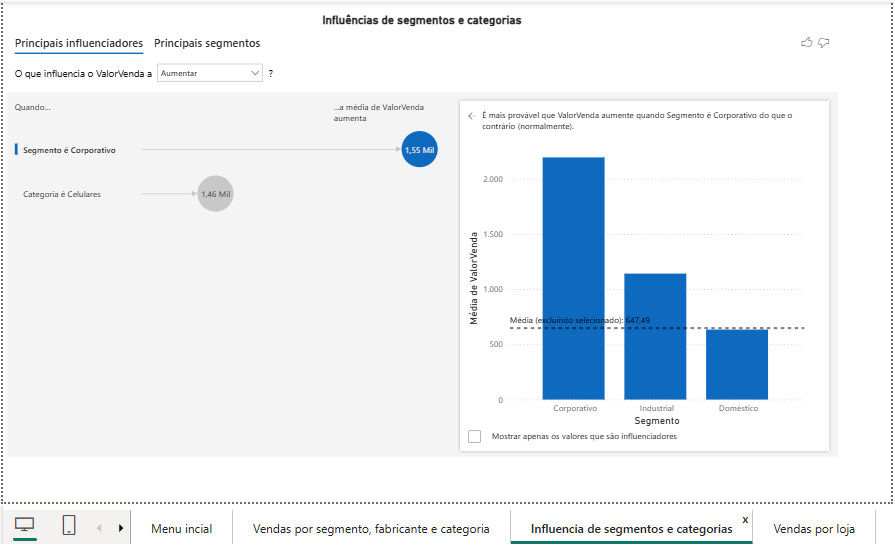 Influências de segmentos e categorias
Principais influenciadores
Principais segmentos
O que influencia o ValorVenda a
Aumentar
?
Quando...
...a média de ValorVenda
aumenta
Segmento é Corporativo
1,55 Mil
Categoria é Celulares
1,46 Mil
É mais provável que ValorVenda aumente quando Segmento é Corporativo do que o
contrário (normalmente).
Média de ValorVenda
2.000
1.500
1.000
500
0
Média (excluindo selecionado): 647,49
Corporativo
Industrial
Doméstico
Segmento
Mostrar apenas os valores que são influenciadores
Menu incial
Vendas por segmento, fabricante e categoria
Influencia de segmentos e categorias
x
Vendas por loja